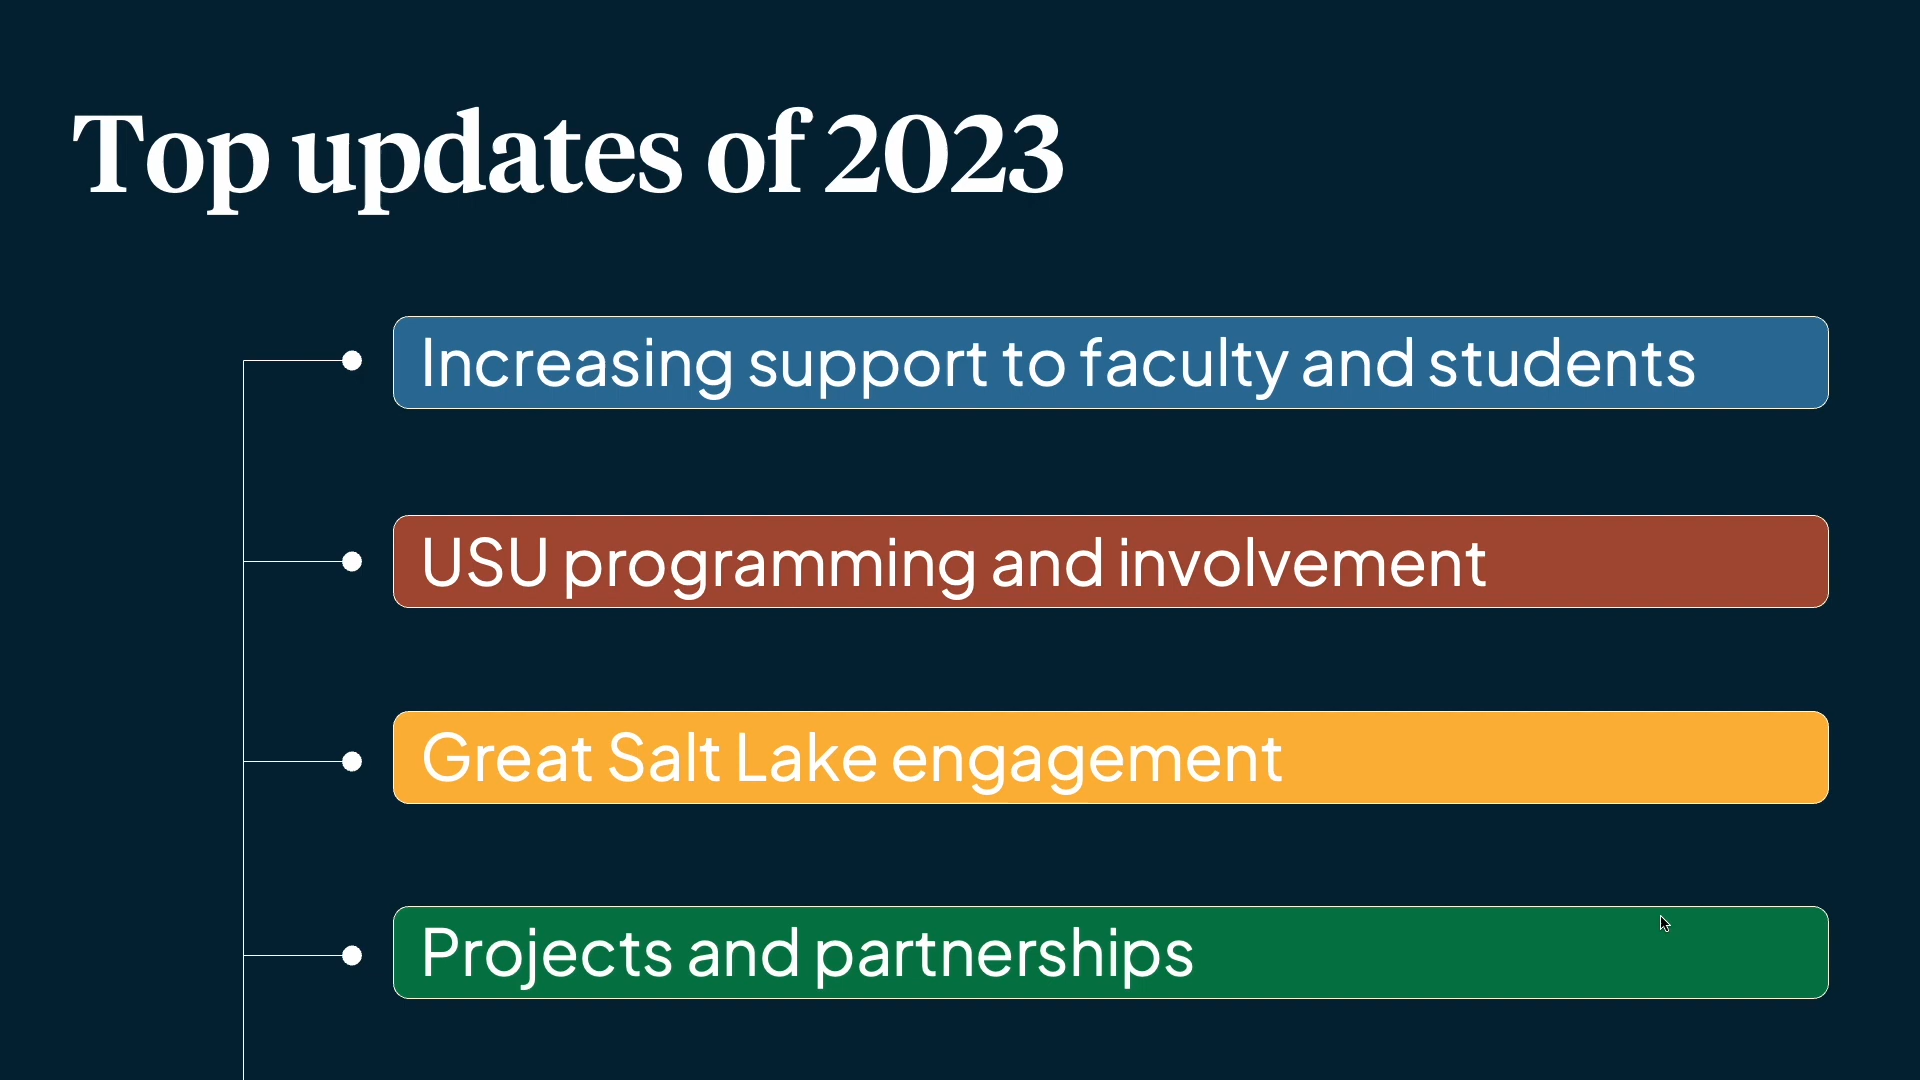 Top updates of 2023
Increasing support to faculty and students
USU programming and involvement
Great Salt Lake engagement
Projects and partnerships